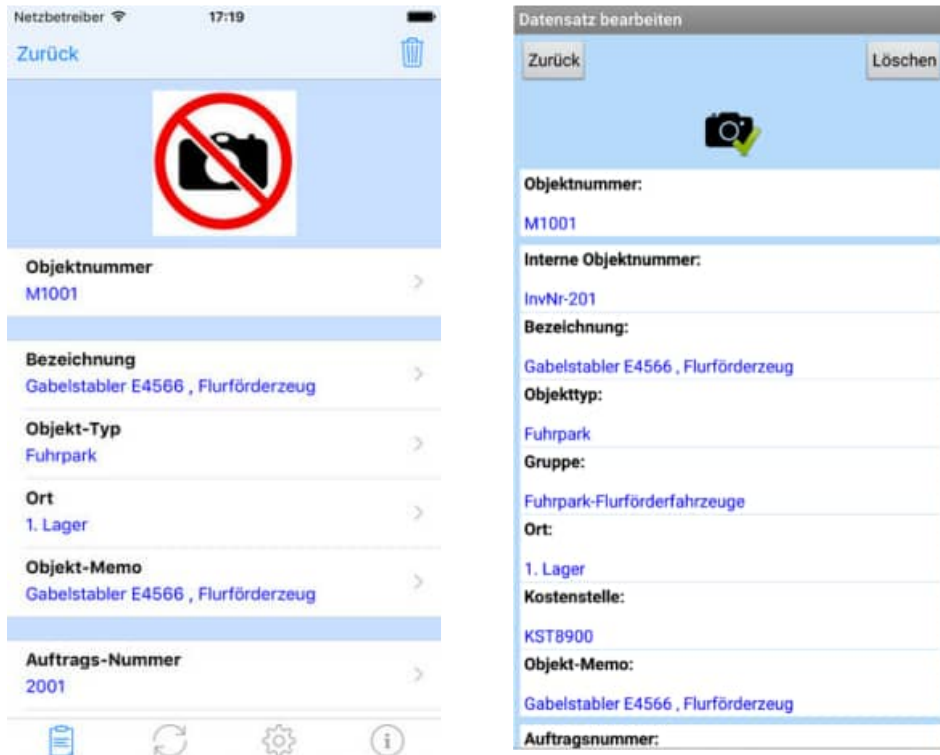 Netzbetreiber 17:19
Zurück
Objektnummer
M1001
Bezeichnung
Gabelstabler E4566 , Flurförderzeug
Objekt-Typ
Fuhrpark
Ort
1. Lager
Objekt-Memo
Gabelstabler E4566 , Flurförderzeug
Auftrags-Nummer
2001
Datensatz bearbeiten
Zurück Löschen
Objektnummer:
M1001
Interne Objektnummer:
InvNr-201
Bezeichnung:
Gabelstabler E4566 , Flurförderzeug
Objekttyp:
Fuhrpark
Gruppe:
Fuhrpark-Flurförderfahrzeuge
Ort:
1. Lager
Kostenstelle:
KST8900
Objekt-Memo:
Gabelstabler E4566 , Flurförderzeug
Auftragsnummer: